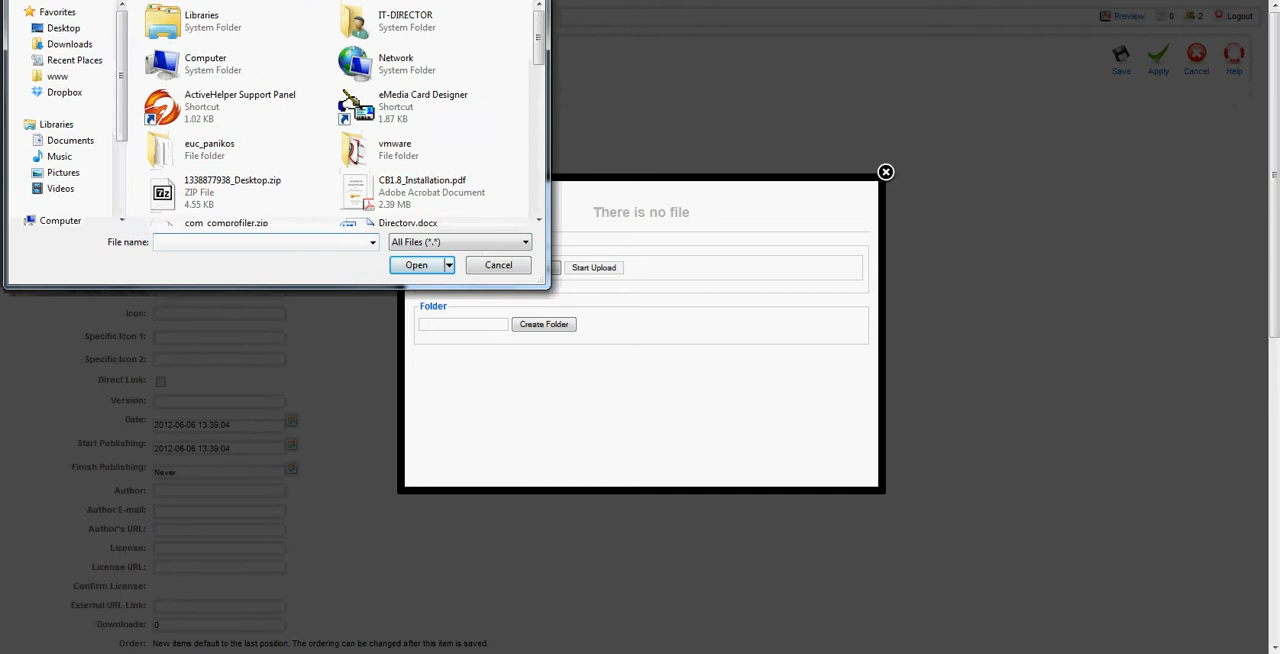 Favorites
Desktop
Downloads
Recent Places
www
Dropbox
Libraries
Documents
Music
Pictures
Videos
Computer
Libraries
System Folder
IT-DIRECTOR
System Folder
Computer
System Folder
Network
System Folder
ActiveHelper Support Panel
Shortcut
1.02 KB
eMedia Card Designer
Shortcut
1.87 KB
euc_panikos
File folder
vmware
File folder
1338877938_Desktop.zip
ZIP File
4.55 KB
CB1.8_Installation.pdf
Adobe Acrobat Document
2.39 MB
com_comprofiler.zip
Directory.docx
File name:
All Files (*.*)
Open
Cancel
Preview
0
2
Logout
Save
Apply
Cancel
Help
There is no file
Start Upload
Folder
Create Folder
Icon:
Specific Icon 1:
Specific Icon 2:
Direct Link:
Version:
Date:
2012-06-06 13:39:04
Start Publishing:
2012-06-06 13:39:04
Finish Publishing:
Never
Author:
Author E-mail:
Author's URL:
License:
License URL:
Confirm License:
External URL Link:
Downloads:
0
Order:
New items default to the last position. The ordering can be changed after this item is saved.